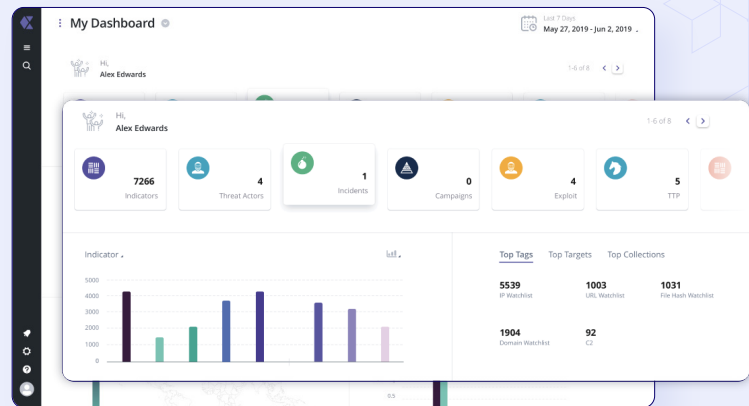 My Dashboard
Last 7 Days
May 27, 2019 - Jun 2, 2019
Hi,
Alex Edwards
1-6 of 8
Hi,
Alex Edwards
1-6 of 8
7266
Indicators
4
Threat Actors
1
Incidents
0
Campaigns
4
Exploit
5
TTP
Indicator
5000
4000
3000
2000
1000
0
Top Tags Top Targets Top Collections
5539
IP Watchlist
1003
URL Watchlist
1031
File Hash Watchlist
1904
Domain Watchlist
92
C2
0.5